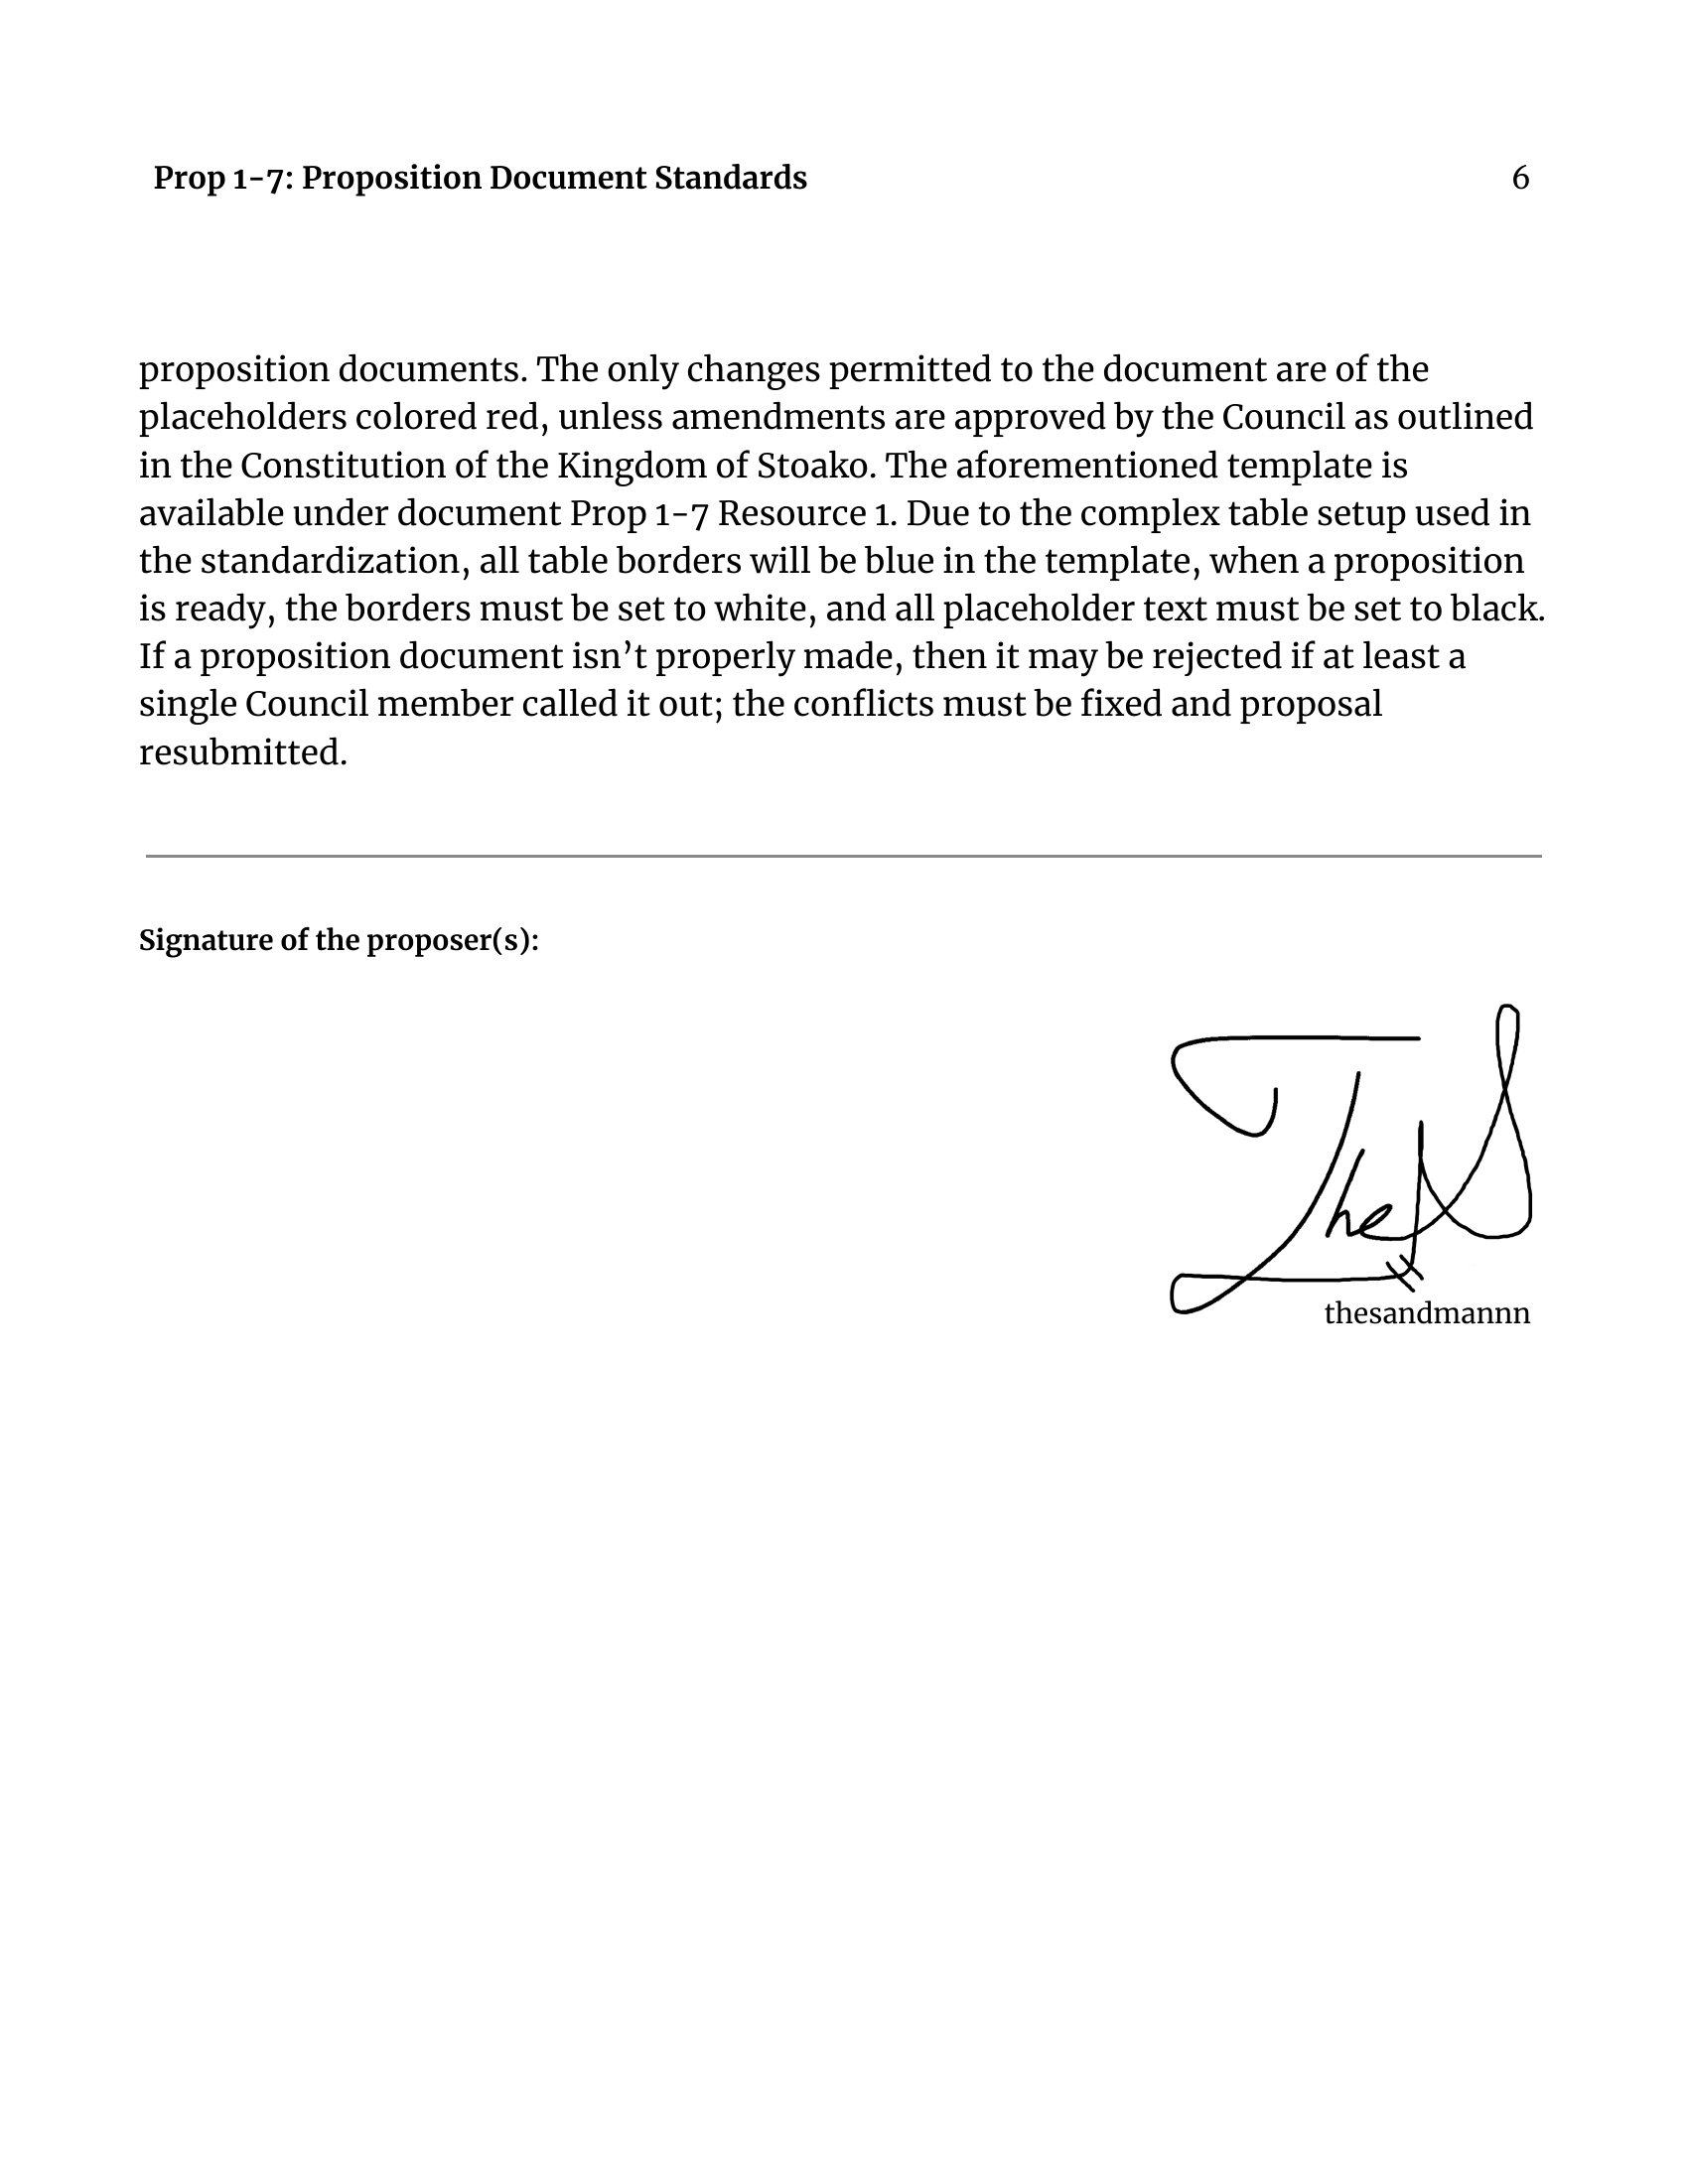 Prop 1-7: Proposition Document Standards 6
proposition documents. The only changes permitted to the document are of the
placeholders colored red, unless amendments are approved by the Council as outlined
in the Constitution of the Kingdom of Stoako. The aforementioned template is
available under document Prop 1-7 Resource 1. Due to the complex table setup used in
the standardization, all table borders will be blue in the template, when a proposition
is ready, the borders must be set to white, and all placeholder text must be set to black.
If a proposition document isn’t properly made, then it may be rejected if at least a
single Council member called it out; the conflicts must be fixed and proposal
resubmitted.
Signature of the proposer(s):
TheS
thesandmannn